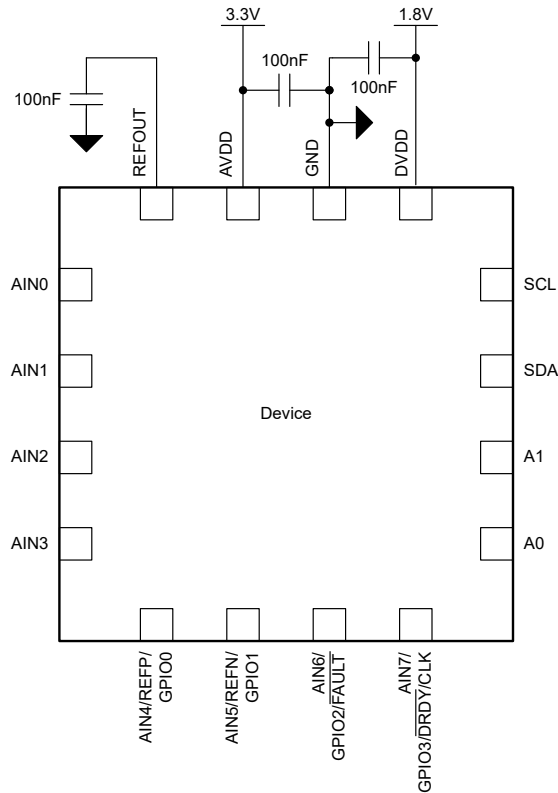 3.3V
1.8V
100nF
100nF
100nF
REFOUT
AVDD
GND
DVDD
AIN0
SCL
AIN1
SDA
Device
AIN2
A1
AIN3
A0
AIN4/REFP/
GPIO0
AIN5/REFN/
GPIO1
AIN6/
GPIO2/FAULT
AIN7/
GPIO3/DRDY/CLK